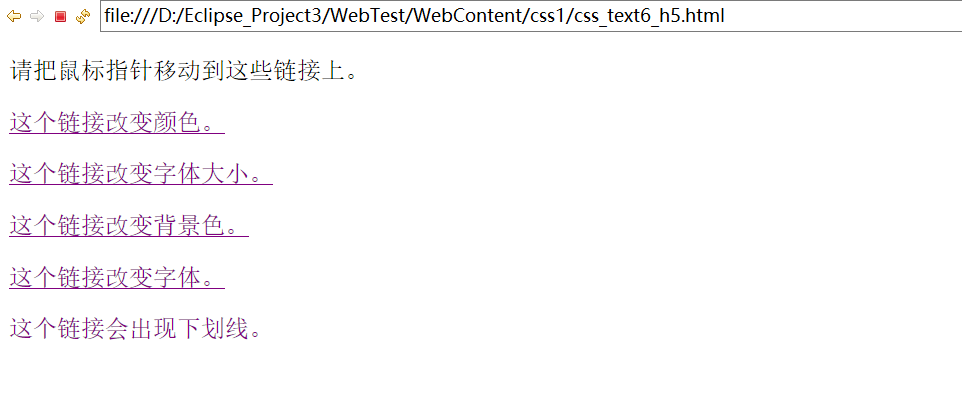 file:///D:/Eclipse_Project3/WebTest/WebContent/css1/css_text6_h5.html
请把鼠标指针移动到这些链接上。
这个链接改变颜色。
这个链接改变字体大小。
这个链接改变背景色。
这个链接改变字体。
这个链接会出现下划线。